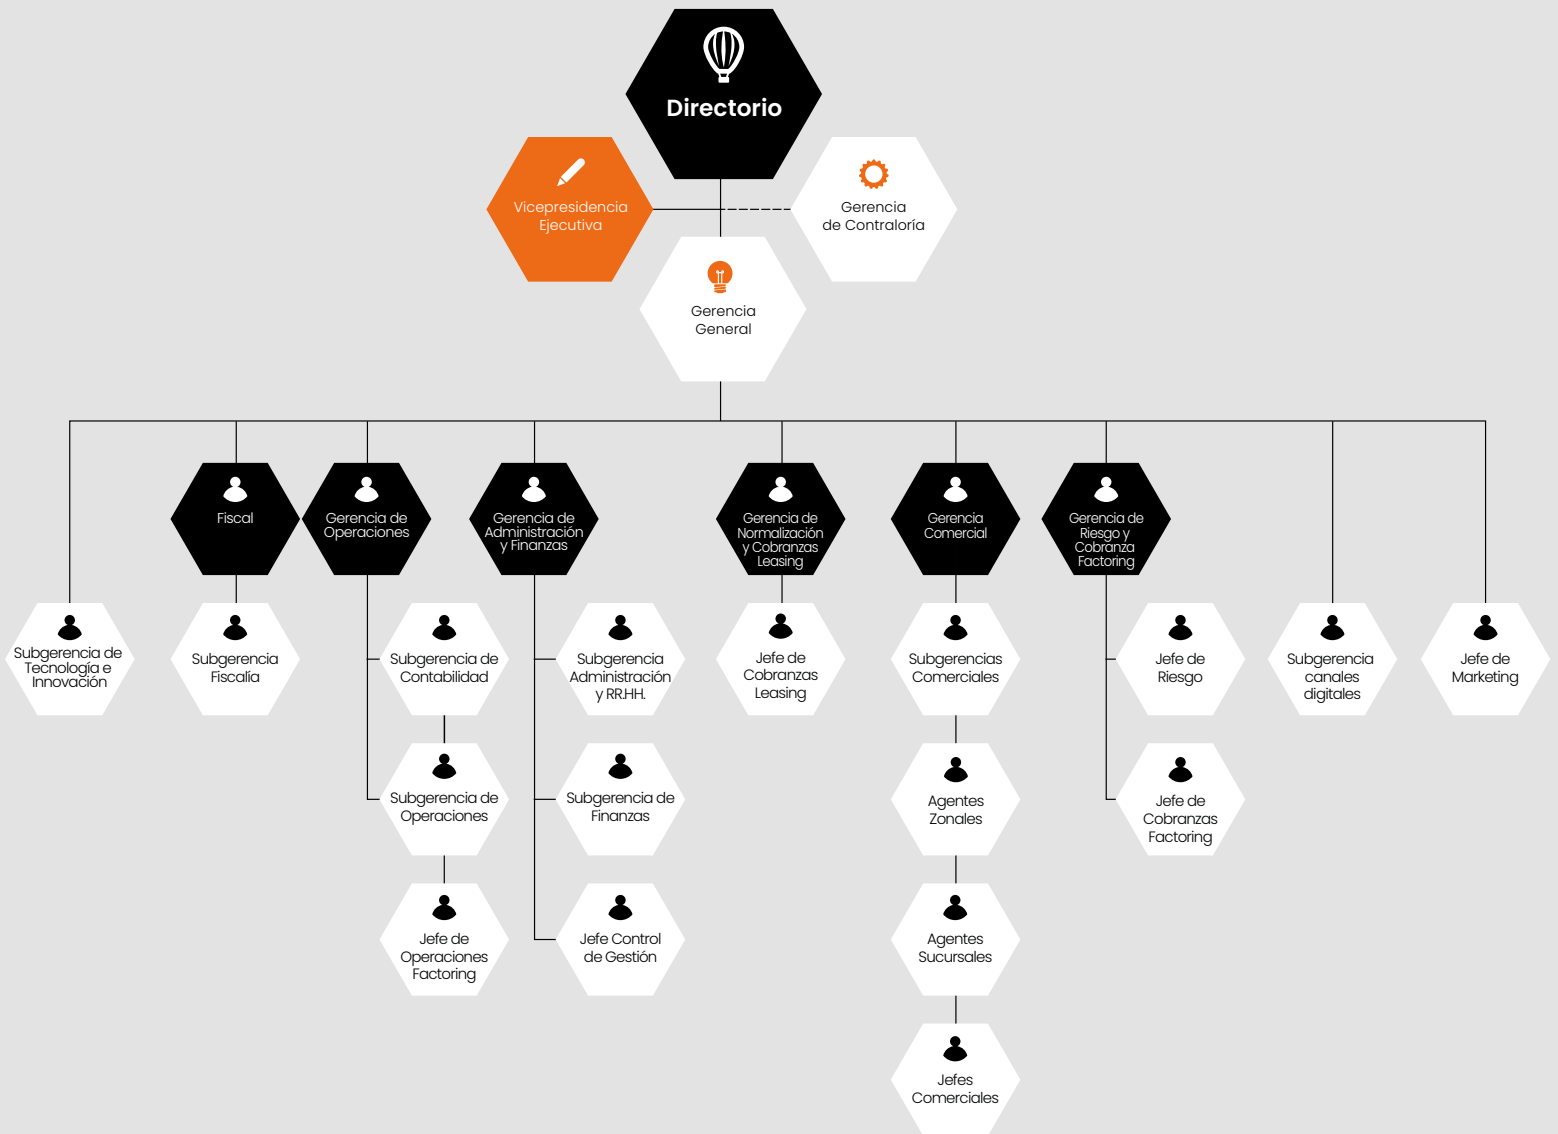 Directorio
Vicepresidencia
Ejecutiva
Gerencia
de Contraloría
Gerencia
General
Fiscal
Gerencia de
Operaciones
Gerencia de
Administración
y Finanzas
Gerencia de
Normalización
y Cobranzas
Leasing
Gerencia
Comercial
Gerencia de
Riesgo y
Cobranza
Factoring
Subgerencia de
Tecnología e
Innovación
Subgerencia
Fiscalía
Subgerencia de
Contabilidad
Subgerencia
Administración
y RR.HH.
Jefe de
Cobranzas
Leasing
Subgerencias
Comerciales
Jefe de
Riesgo
Subgerencia
canales
digitales
Jefe de
Marketing
Subgerencia de
Operaciones
Subgerencia de
Finanzas
Agentes
Zonales
Jefe de
Cobranzas
Factoring
Jefe de
Operaciones
Factoring
Jefe Control
de Gestión
Agentes
Sucursales
Jefes
Comerciales